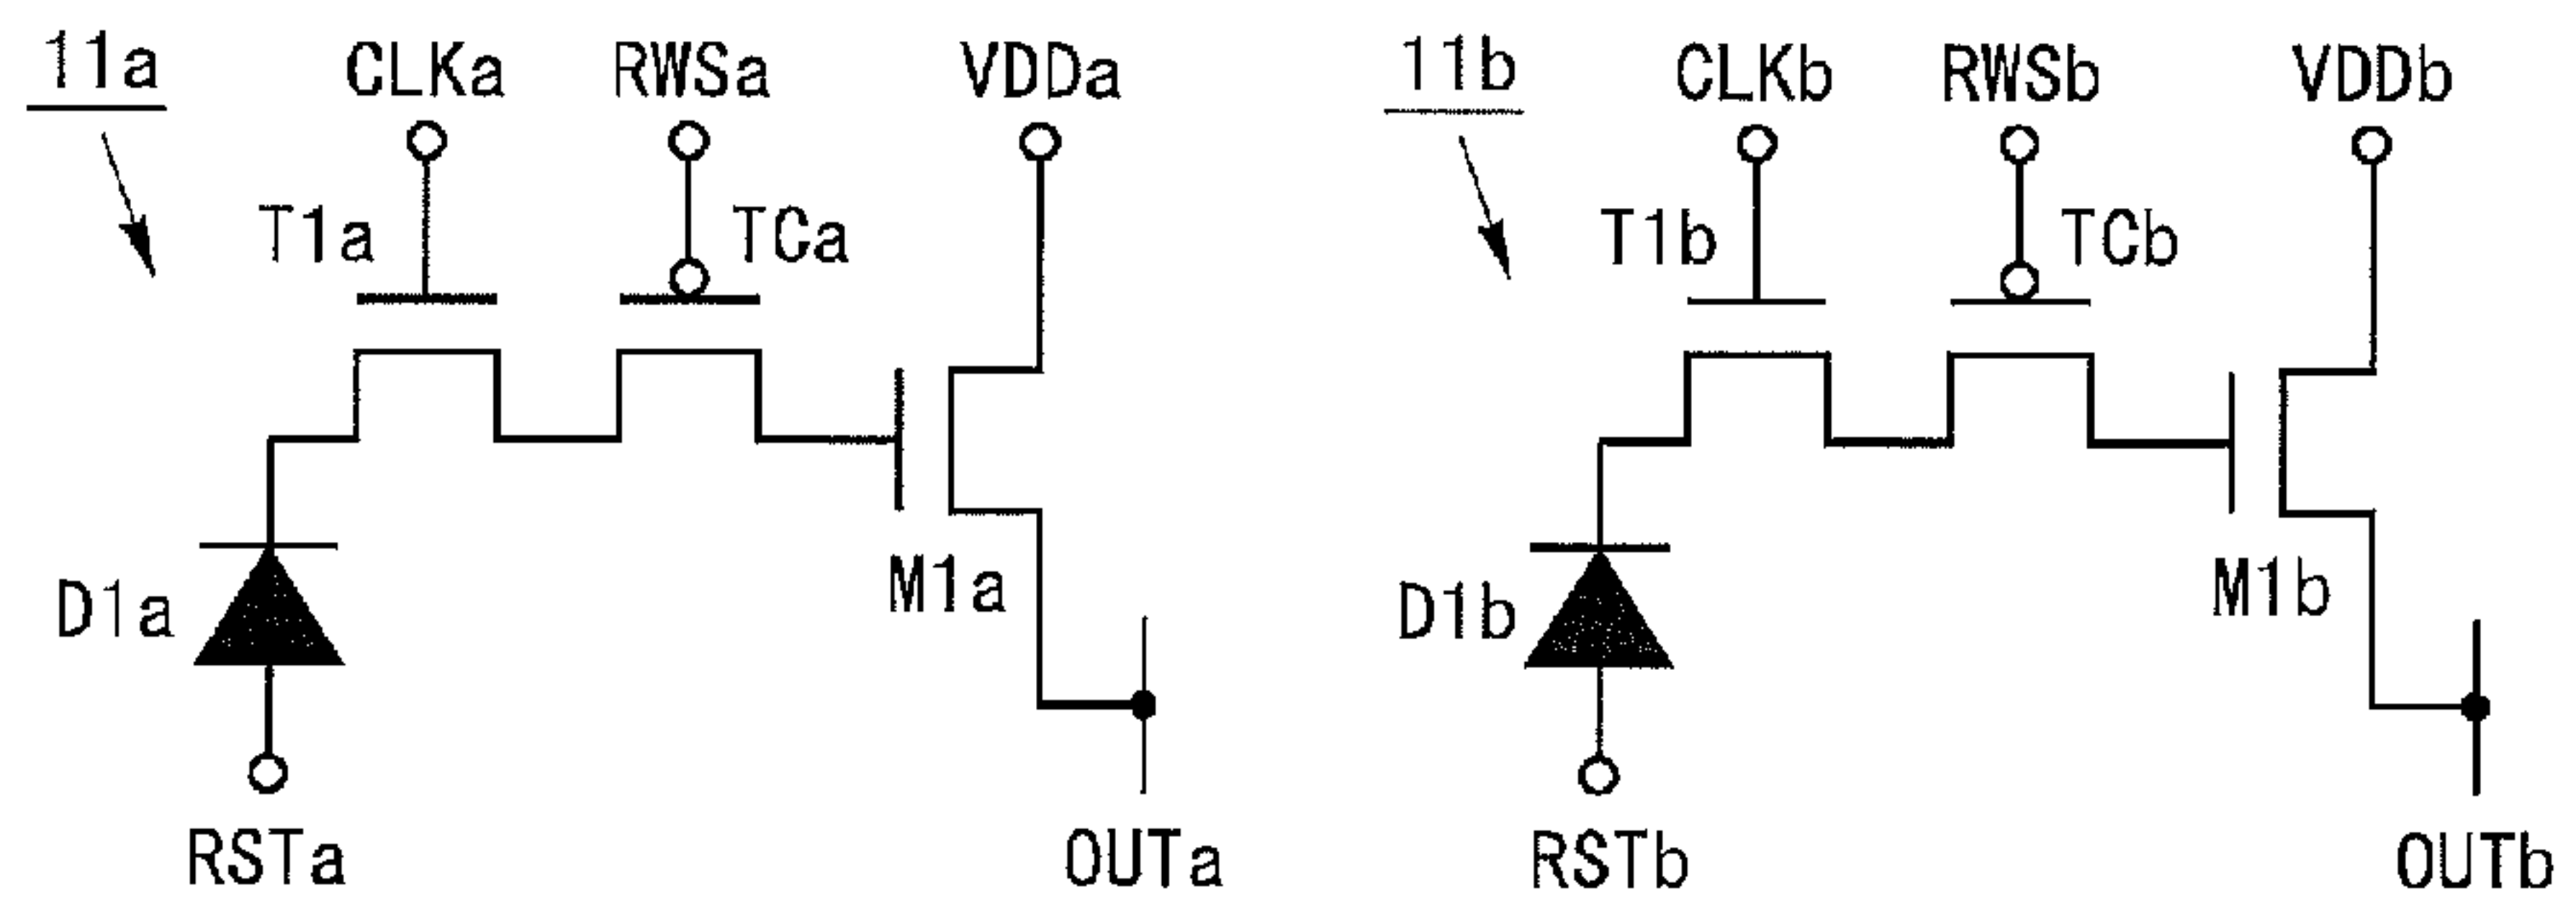 11a CLKa RWSa VDDa 11b CLKb RWSb VDDb
T1a TCa T1b TCb
D1a M1a D1b M1b
RSTa OUTa RSTb OUTb